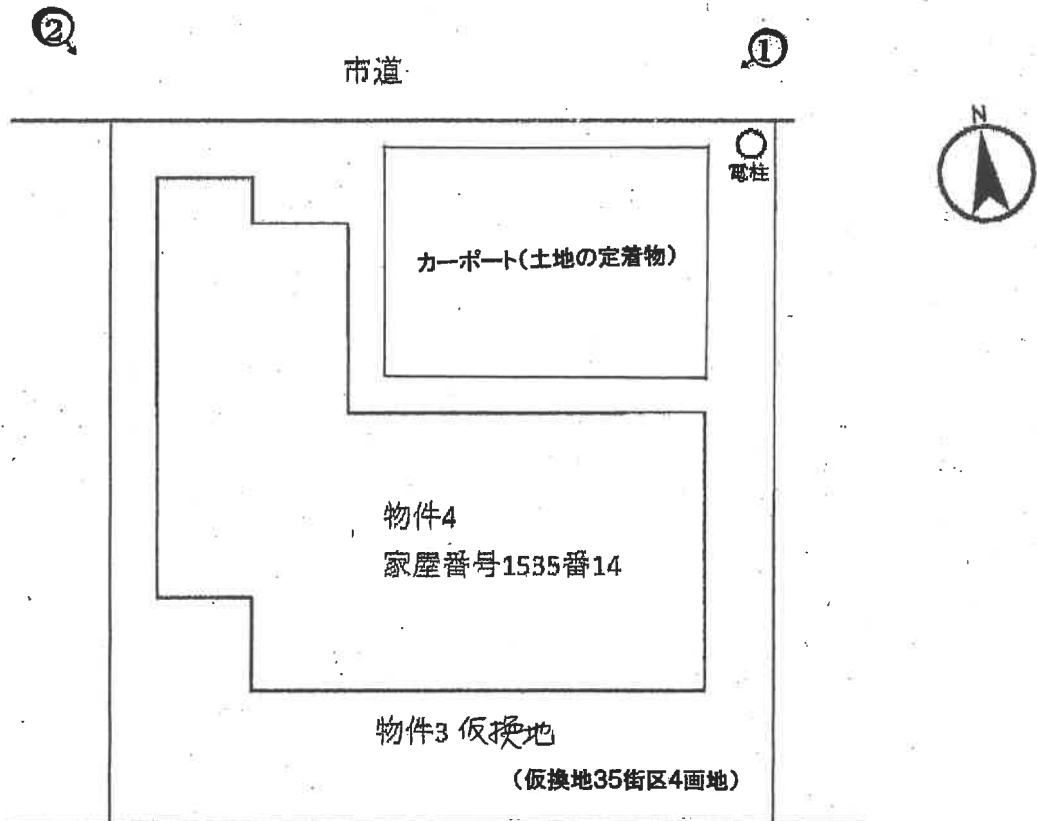 ②
①
市道
N
電柱
カーポート(土地の定着物)
物件4
家屋番号1535番14
物件3 仮換地
(仮換地35街区4画地)